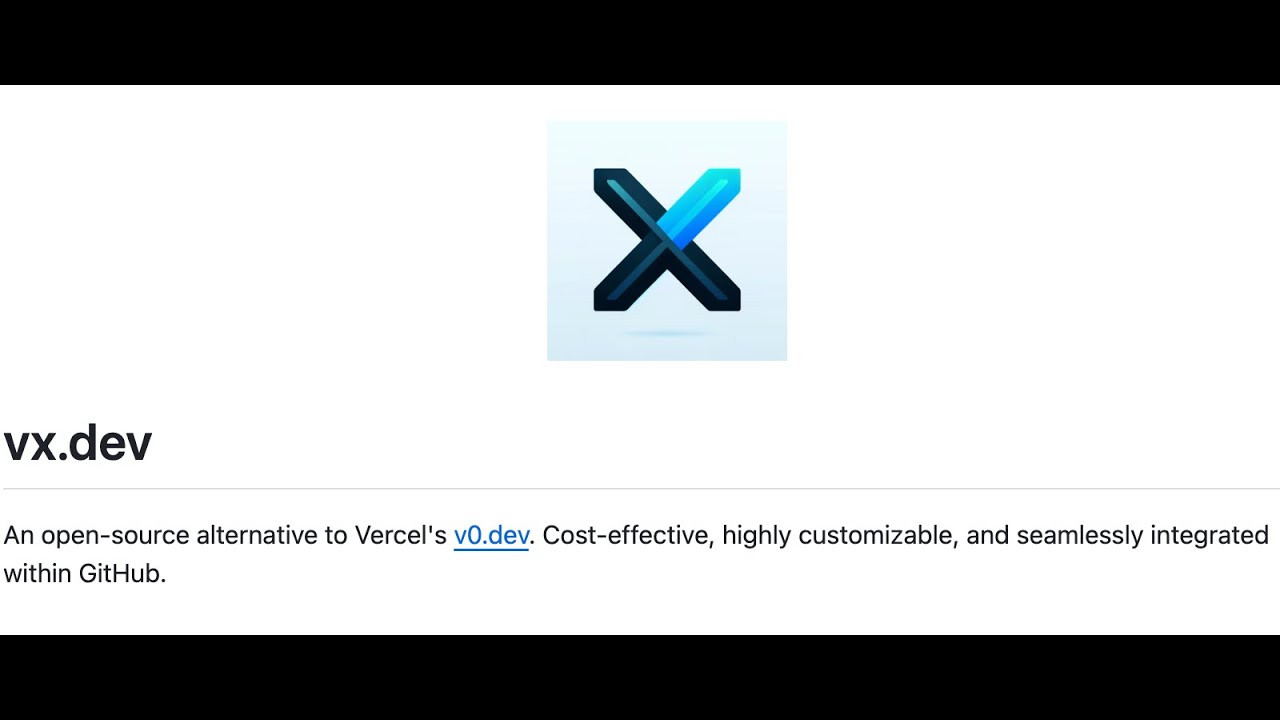 vx.dev
An open-source alternative to Vercel's v0.dev. Cost-effective, highly customizable, and seamlessly integrated
within GitHub.